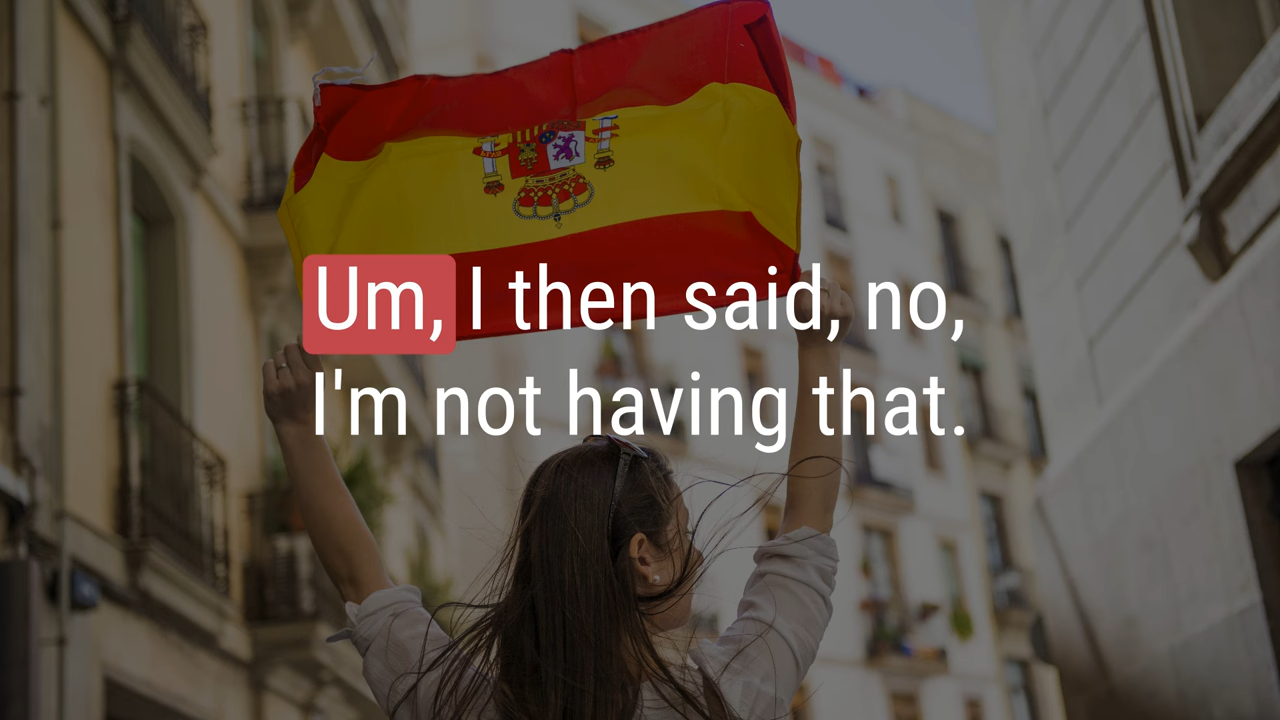 Um, I then said, no,
I'm not having that.